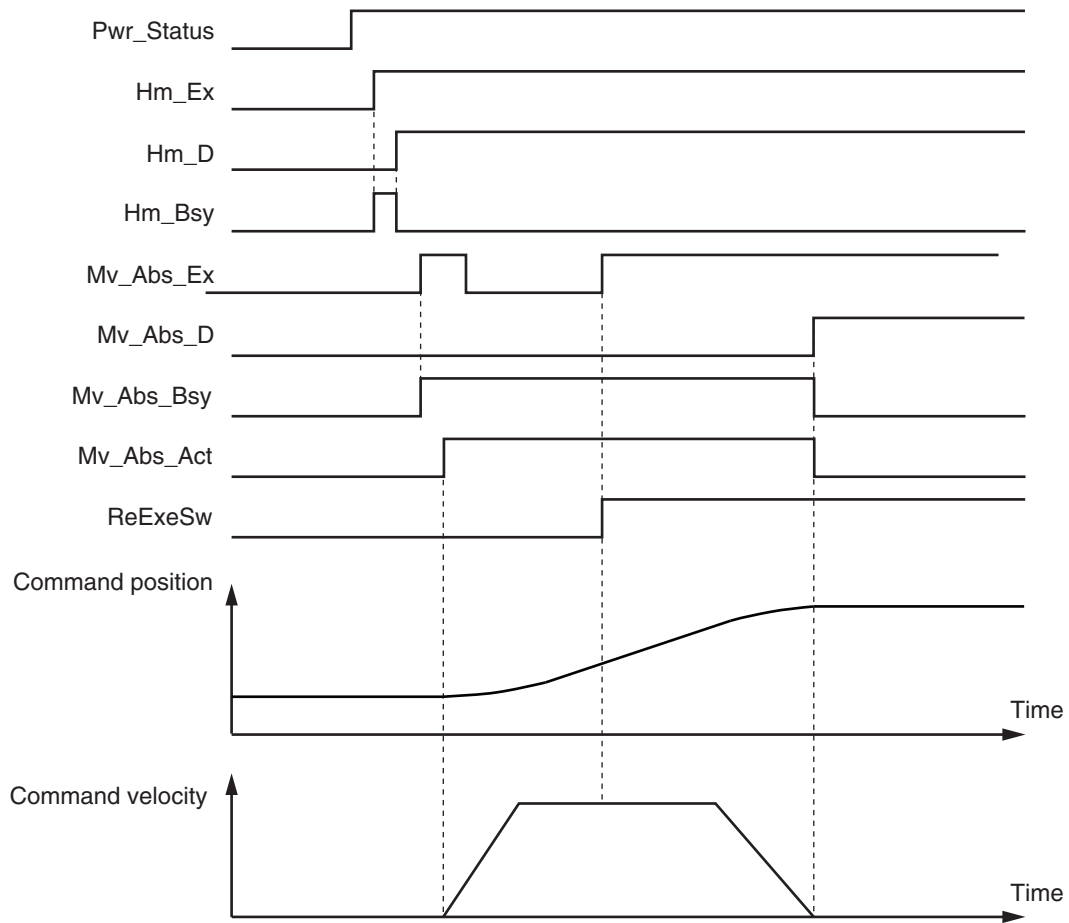 Pwr_Status
Hm_Ex
Hm_D
Hm_Bsy
Mv_Abs_Ex
Mv_Abs_D
Mv_Abs_Bsy
Mv_Abs_Act
ReExeSw
Command position
Time
Command velocity
Time